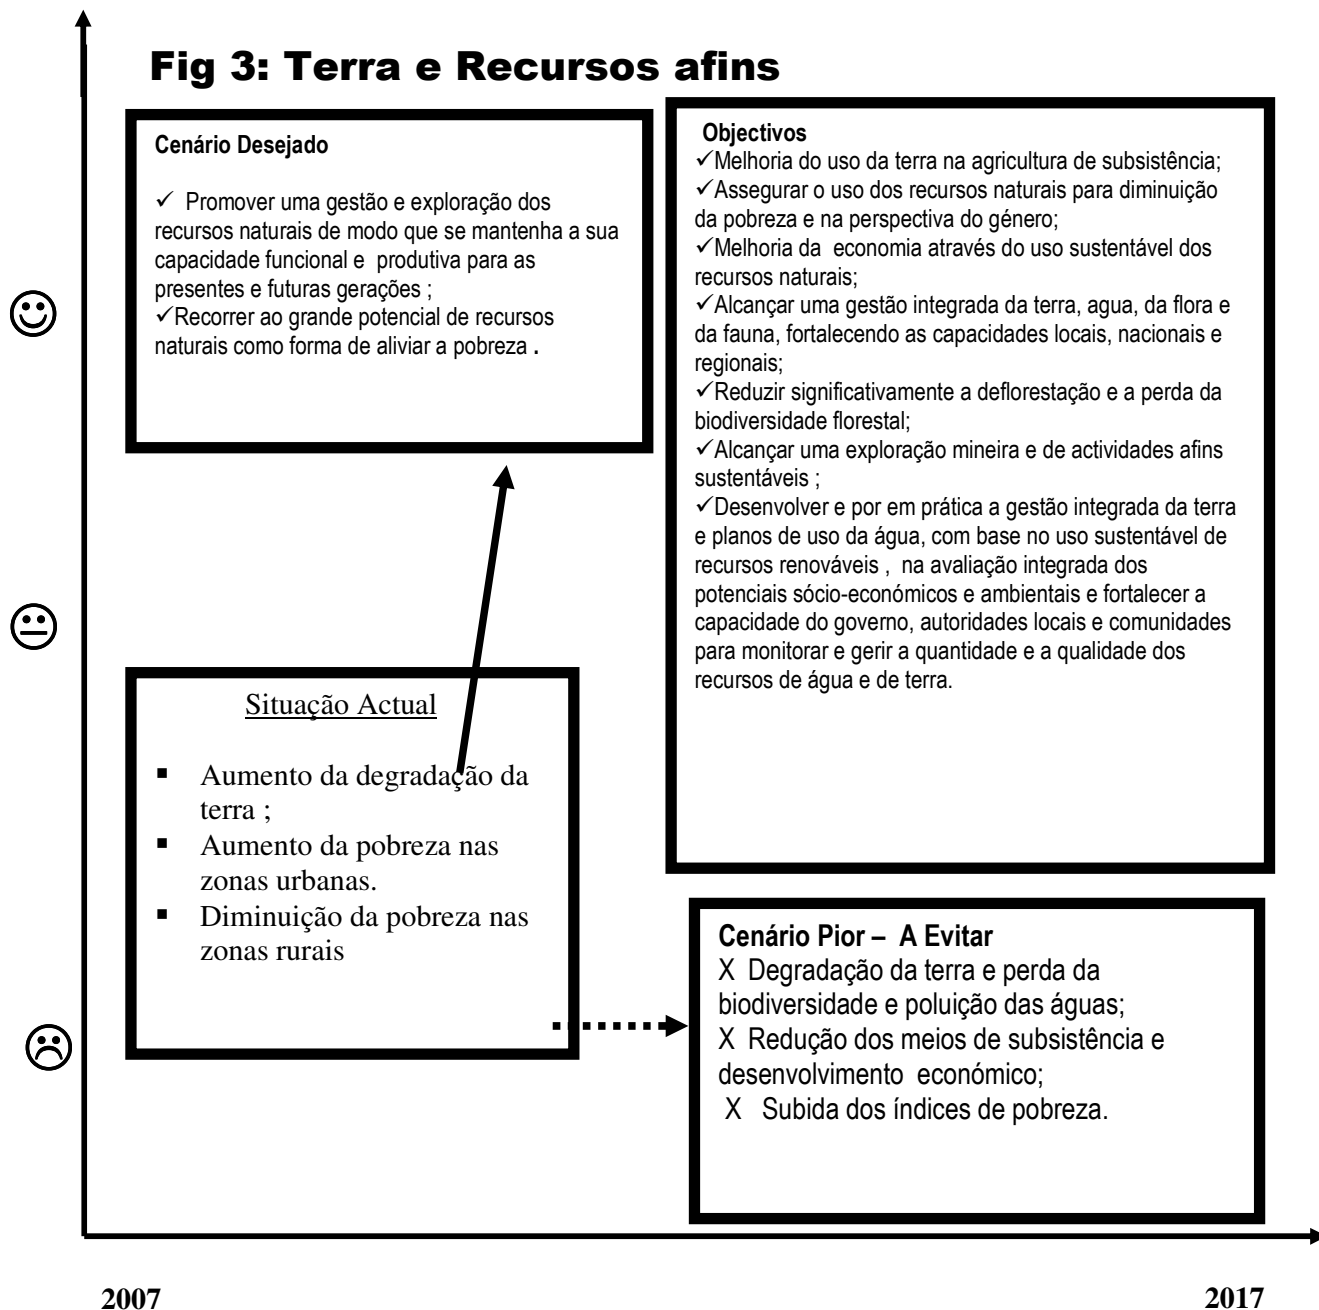 Fig 3: Terra e Recursos afins
Cenário Desejado
✓ Promover uma gestão e exploração dos
recursos naturais de modo que se mantenha a sua
capacidade funcional e produtiva para as
presentes e futuras gerações ;
✓Recorrer ao grande potencial de recursos
naturais como forma de aliviar a pobreza .
Objectivos
✓Melhoria do uso da terra na agricultura de subsistência;
✓Assegurar o uso dos recursos naturais para diminuição
da pobreza e na perspectiva do género;
✓Melhoria da economia através do uso sustentável dos
recursos naturais;
✓Alcançar uma gestão integrada da terra, agua, da flora e
da fauna, fortalecendo as capacidades locais, nacionais e
regionais;
✓Reduzir significativamente a deflorestação e a perda da
biodiversidade florestal;
✓Alcançar uma exploração mineira e de actividades afins
sustentáveis ;
✓Desenvolver e por em prática a gestão integrada da terra
e planos de uso da água, com base no uso sustentável de
recursos renováveis , na avaliação integrada dos
potenciais sócio-económicos e ambientais e fortalecer a
capacidade do governo, autoridades locais e comunidades
para monitorar e gerir a quantidade e a qualidade dos
recursos de água e de terra.
Situação Actual
▪ Aumento da degradação da
terra ;
▪ Aumento da pobreza nas
zonas urbanas.
▪ Diminuição da pobreza nas
zonas rurais
Cenário Pior – A Evitar
X Degradação da terra e perda da
biodiversidade e poluição das águas;
X Redução dos meios de subsistência e
desenvolvimento económico;
X Subida dos índices de pobreza.
2007
2017